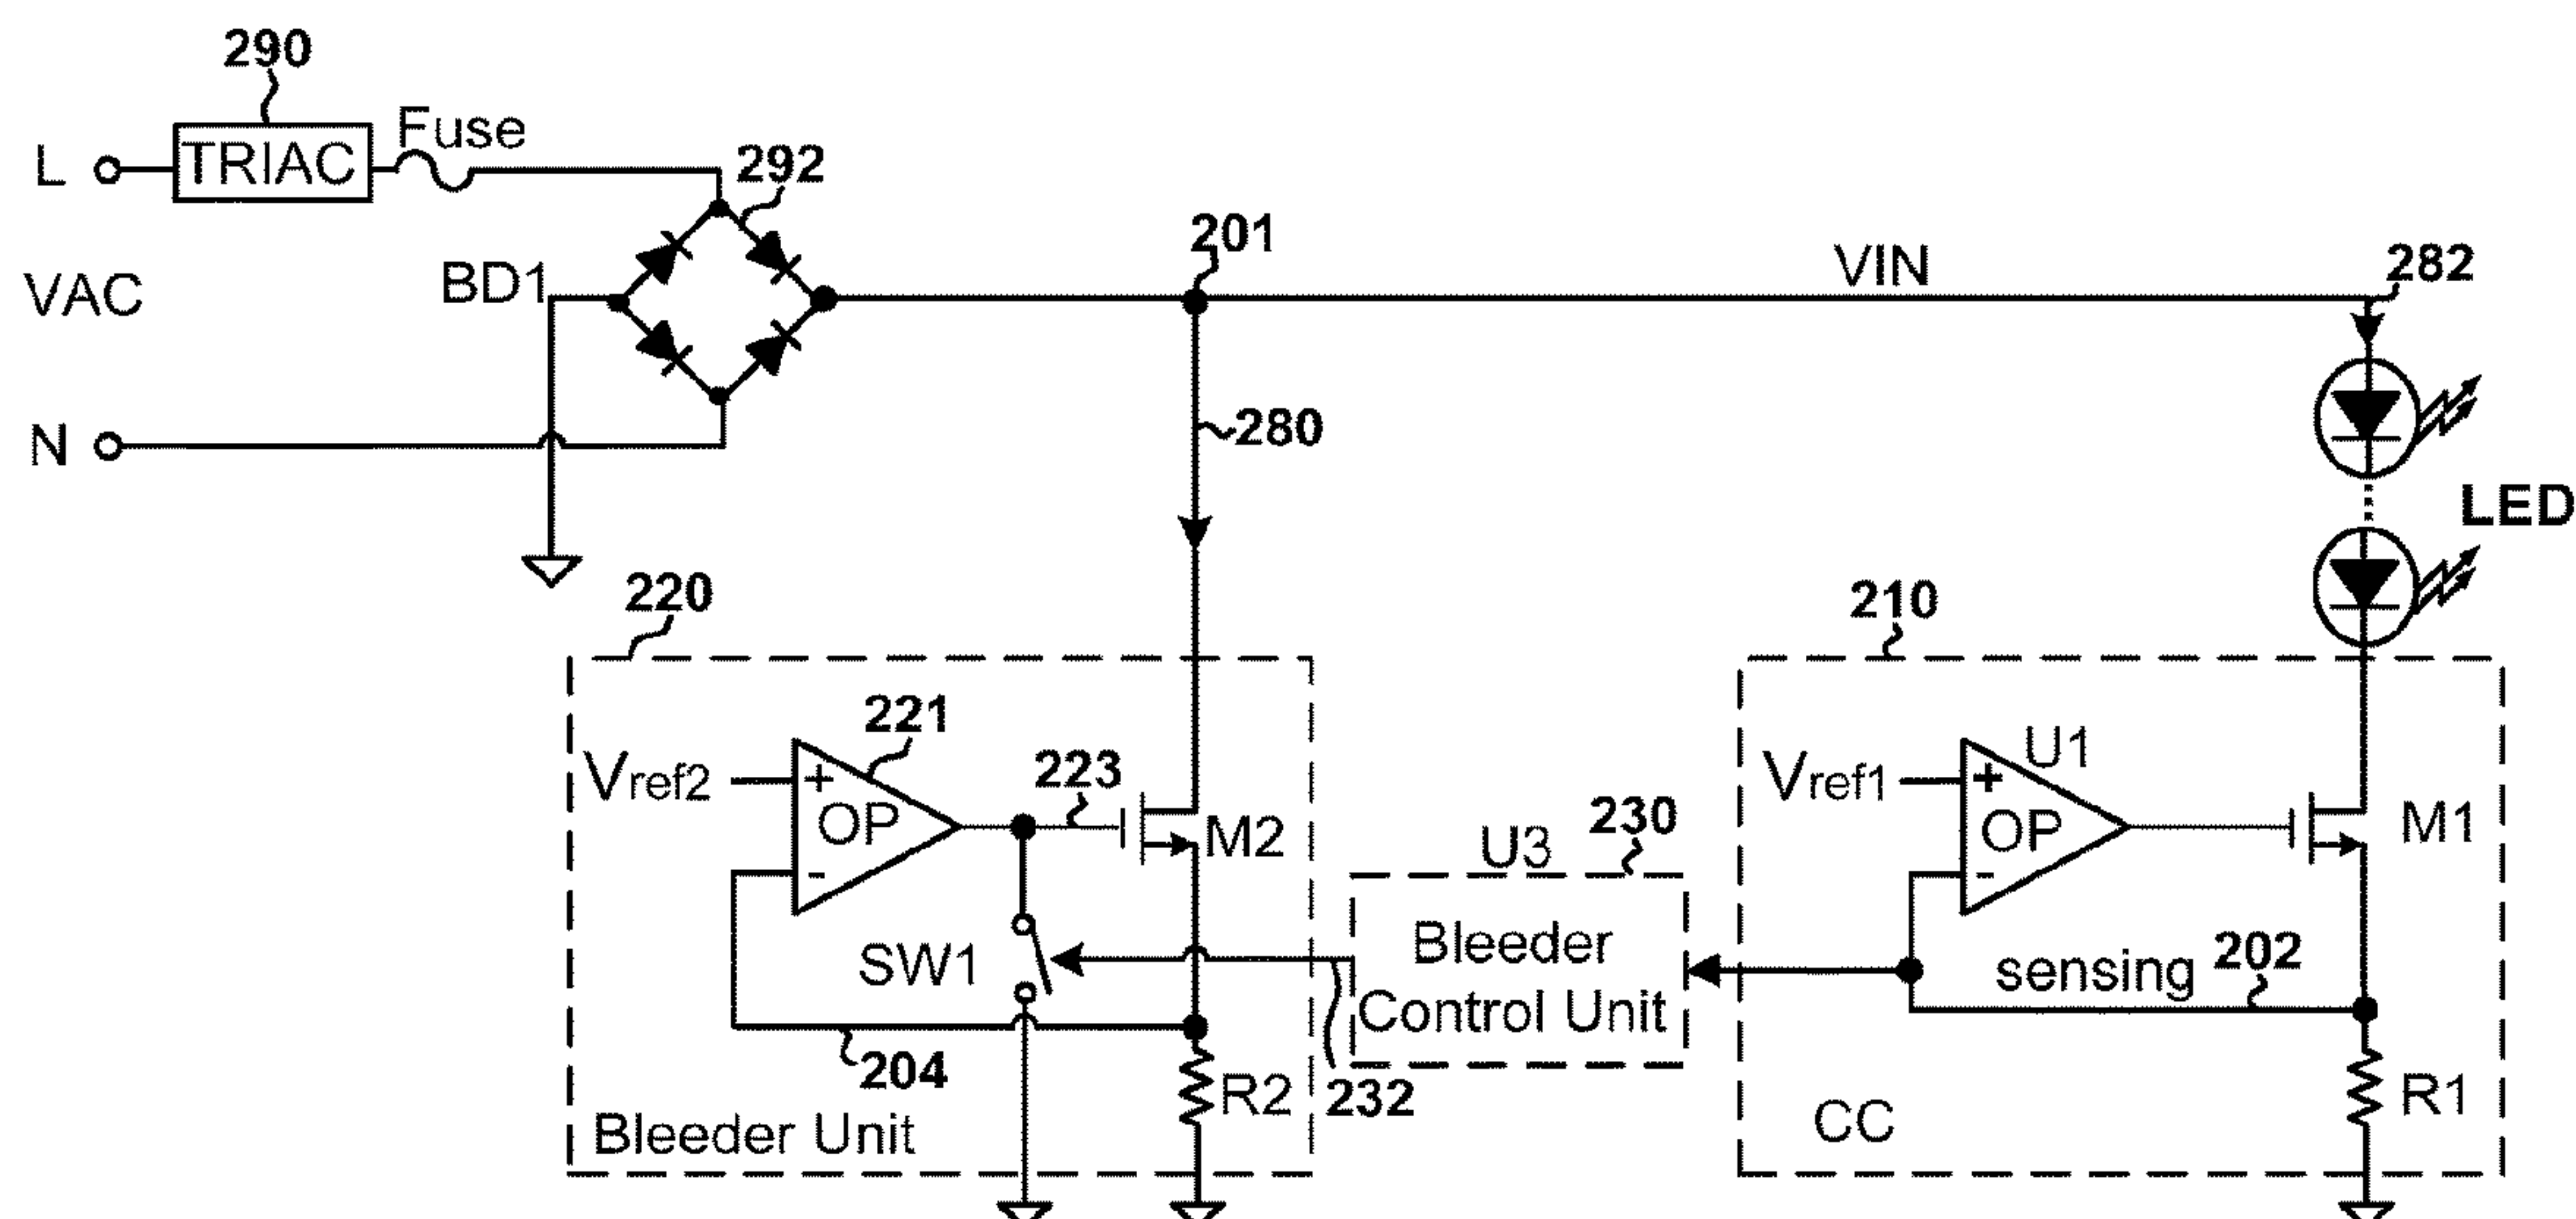 290
L
TRIAC
Fuse
292
VAC
BD1
201
VIN
282
N
280
LED
220
210
Vref2
+
OP
-
221
223
M2
SW1
204
R2
Bleeder Unit
U3
230
Bleeder
Control Unit
232
Vref1
+
OP
-
U1
M1
sensing
202
R1
CC